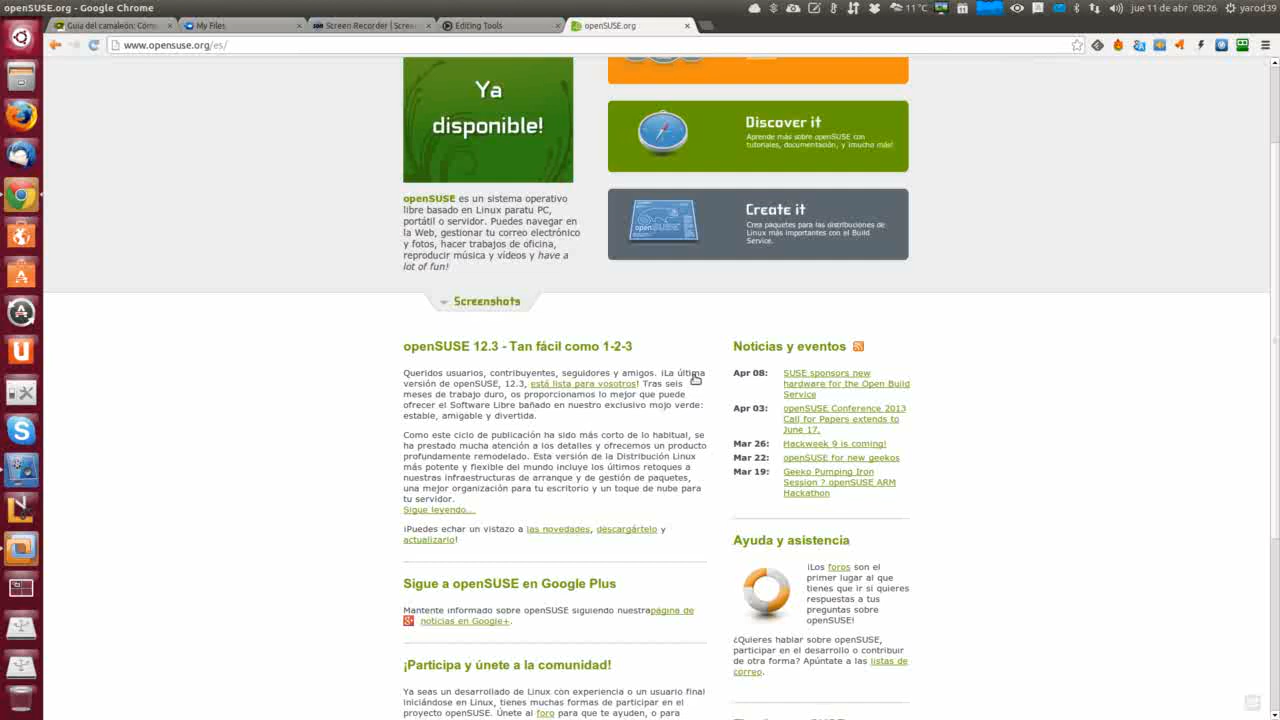 openSUSE.org - Google Chrome
jue 11 de abr 08:26
yarod39
Guía del camaleón: Cóm
My Files
Screen Recorder | Scree
Editing Tools
openSUSE.org
www.opensuse.org/es/
Ya
disponible!
openSUSE es un sistema operativo
libre basado en Linux paratu PC,
portátil o servidor. Puedes navegar en
la Web, gestionar tu correo electrónico
y fotos, hacer trabajos de oficina,
reproducir música y vídeos y have a
lot of fun!
Discover it
Aprende más sobre openSUSE con
tutoriales, documentación, y ¡mucho más!
Create it
Crea paquetes para las distribuciones de
Linux más importantes con el Build
Service.
Screenshots
openSUSE 12.3 - Tan fácil como 1-2-3
Queridos usuarios, contribuyentes, seguidores y amigos. ¡La última
versión de openSUSE, 12.3, está lista para vosotros! Tras seis
meses de trabajo duro, os proporcionamos lo mejor que puede
ofrecer el Software Libre bañado en nuestro exclusivo mojo verde:
estable, amigable y divertida.
Como este ciclo de publicación ha sido más corto de lo habitual, se
ha prestado mucha atención a los detalles y ofrecemos un producto
profundamente remodelado. Esta versión de la Distribución Linux
más potente y flexible del mundo incluye los últimos retoques a
nuestras infraestructuras de arranque y de gestión de paquetes,
una mejor organización para tu escritorio y un toque de nube para
tu servidor.
Sigue leyendo...
¡Puedes echar un vistazo a las novedades, descargártelo y
actualizarlo!
Sigue a openSUSE en Google Plus
Mantente informado sobre openSUSE siguiendo nuestrapágina de
noticias en Google+.
¡Participa y únete a la comunidad!
Ya seas un desarrollado de Linux con experiencia o un usuario final
iniciándose en Linux, tienes muchas formas de participar en el
proyecto openSUSE. Únete al foro para que te ayuden, o para
Noticias y eventos
Apr 08: SUSE sponsors new
hardware for the Open Build
Service
Apr 03: openSUSE Conference 2013
Call for Papers extends to
June 17.
Mar 26: Hackweek 9 is coming!
Mar 22: openSUSE for new geekos
Mar 19: Geeko Pumping Iron
Session ? openSUSE ARM
Hackathon
Ayuda y asistencia
¡Los foros son el
primer lugar al que
tienes que ir si quieres
respuestas a tus
preguntas sobre
openSUSE!
¿Quieres hablar sobre openSUSE,
participar en el desarrollo o contribuir
de otra forma? Apúntate a las listas de
correo.